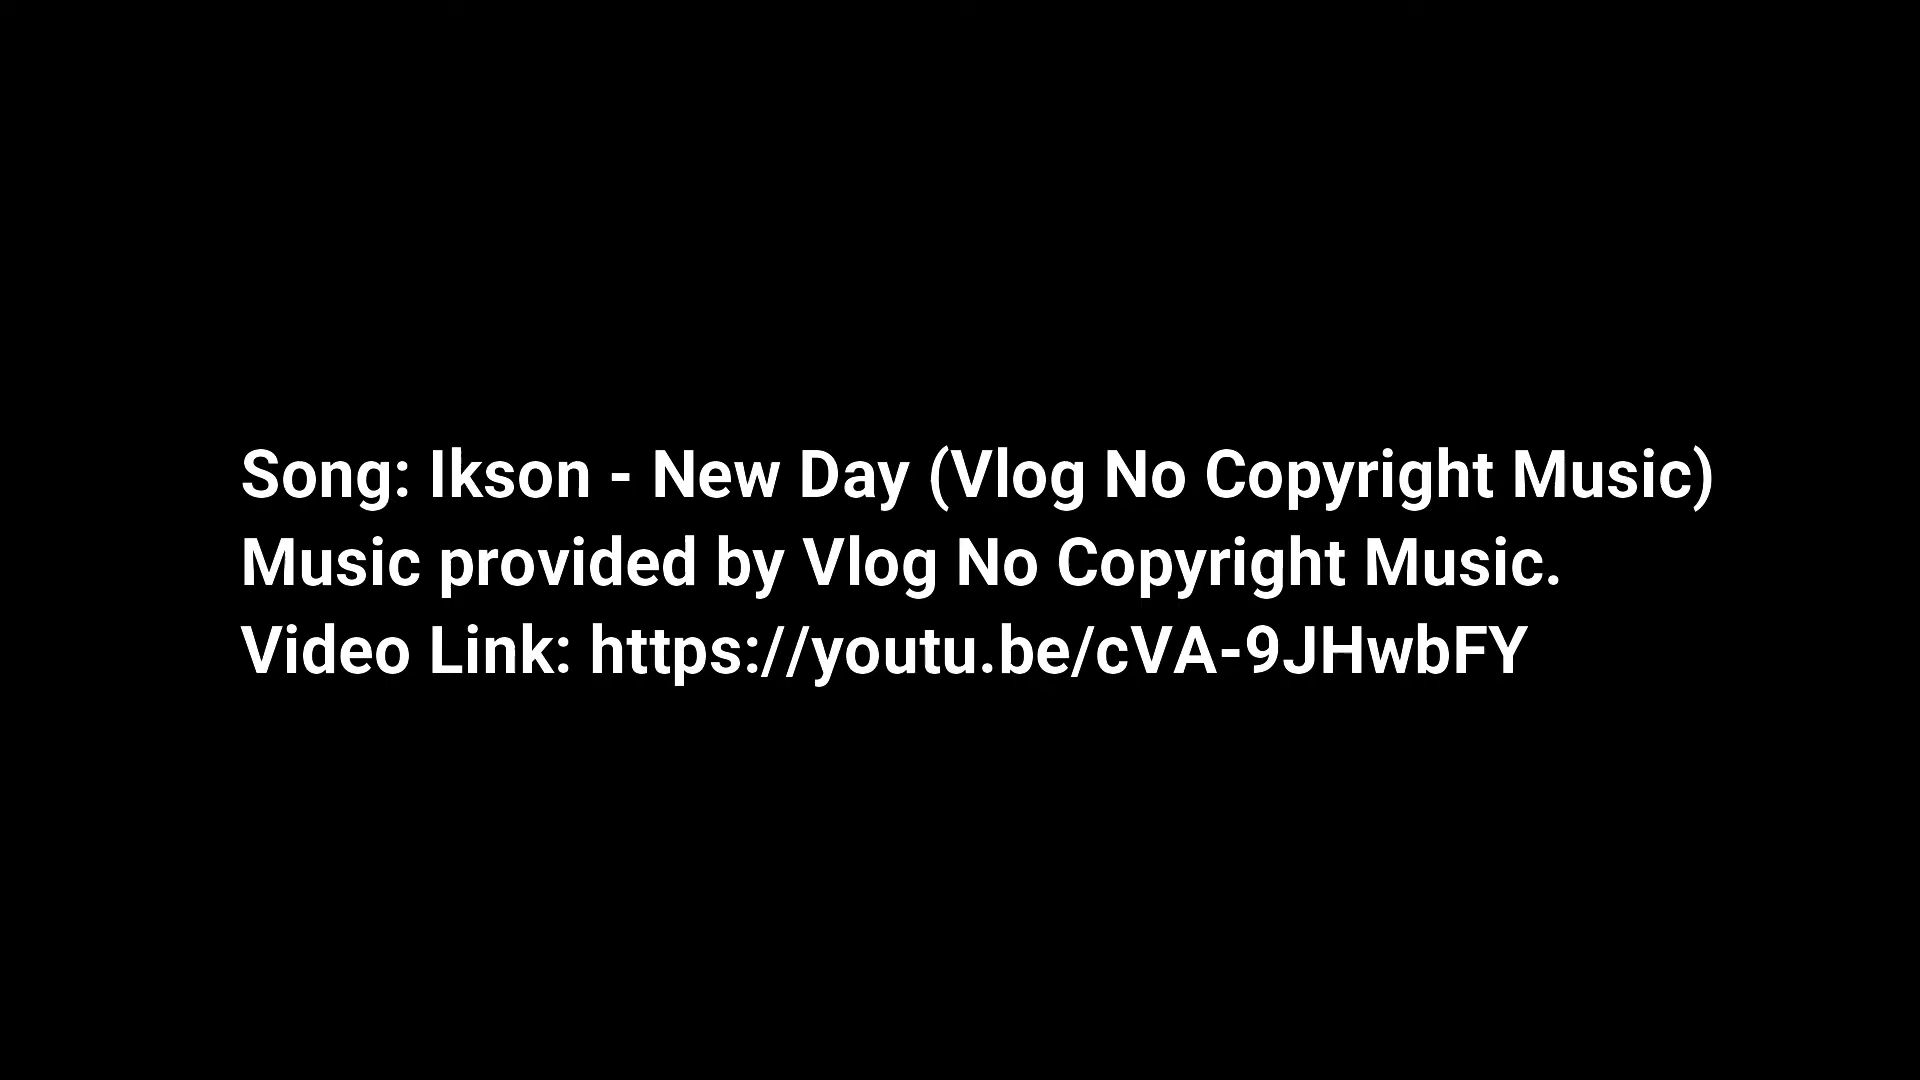 Song: Ikson - New Day (Vlog No Copyright Music)
Music provided by Vlog No Copyright Music.
Video Link: https://youtu.be/cVA-9JHwbFY